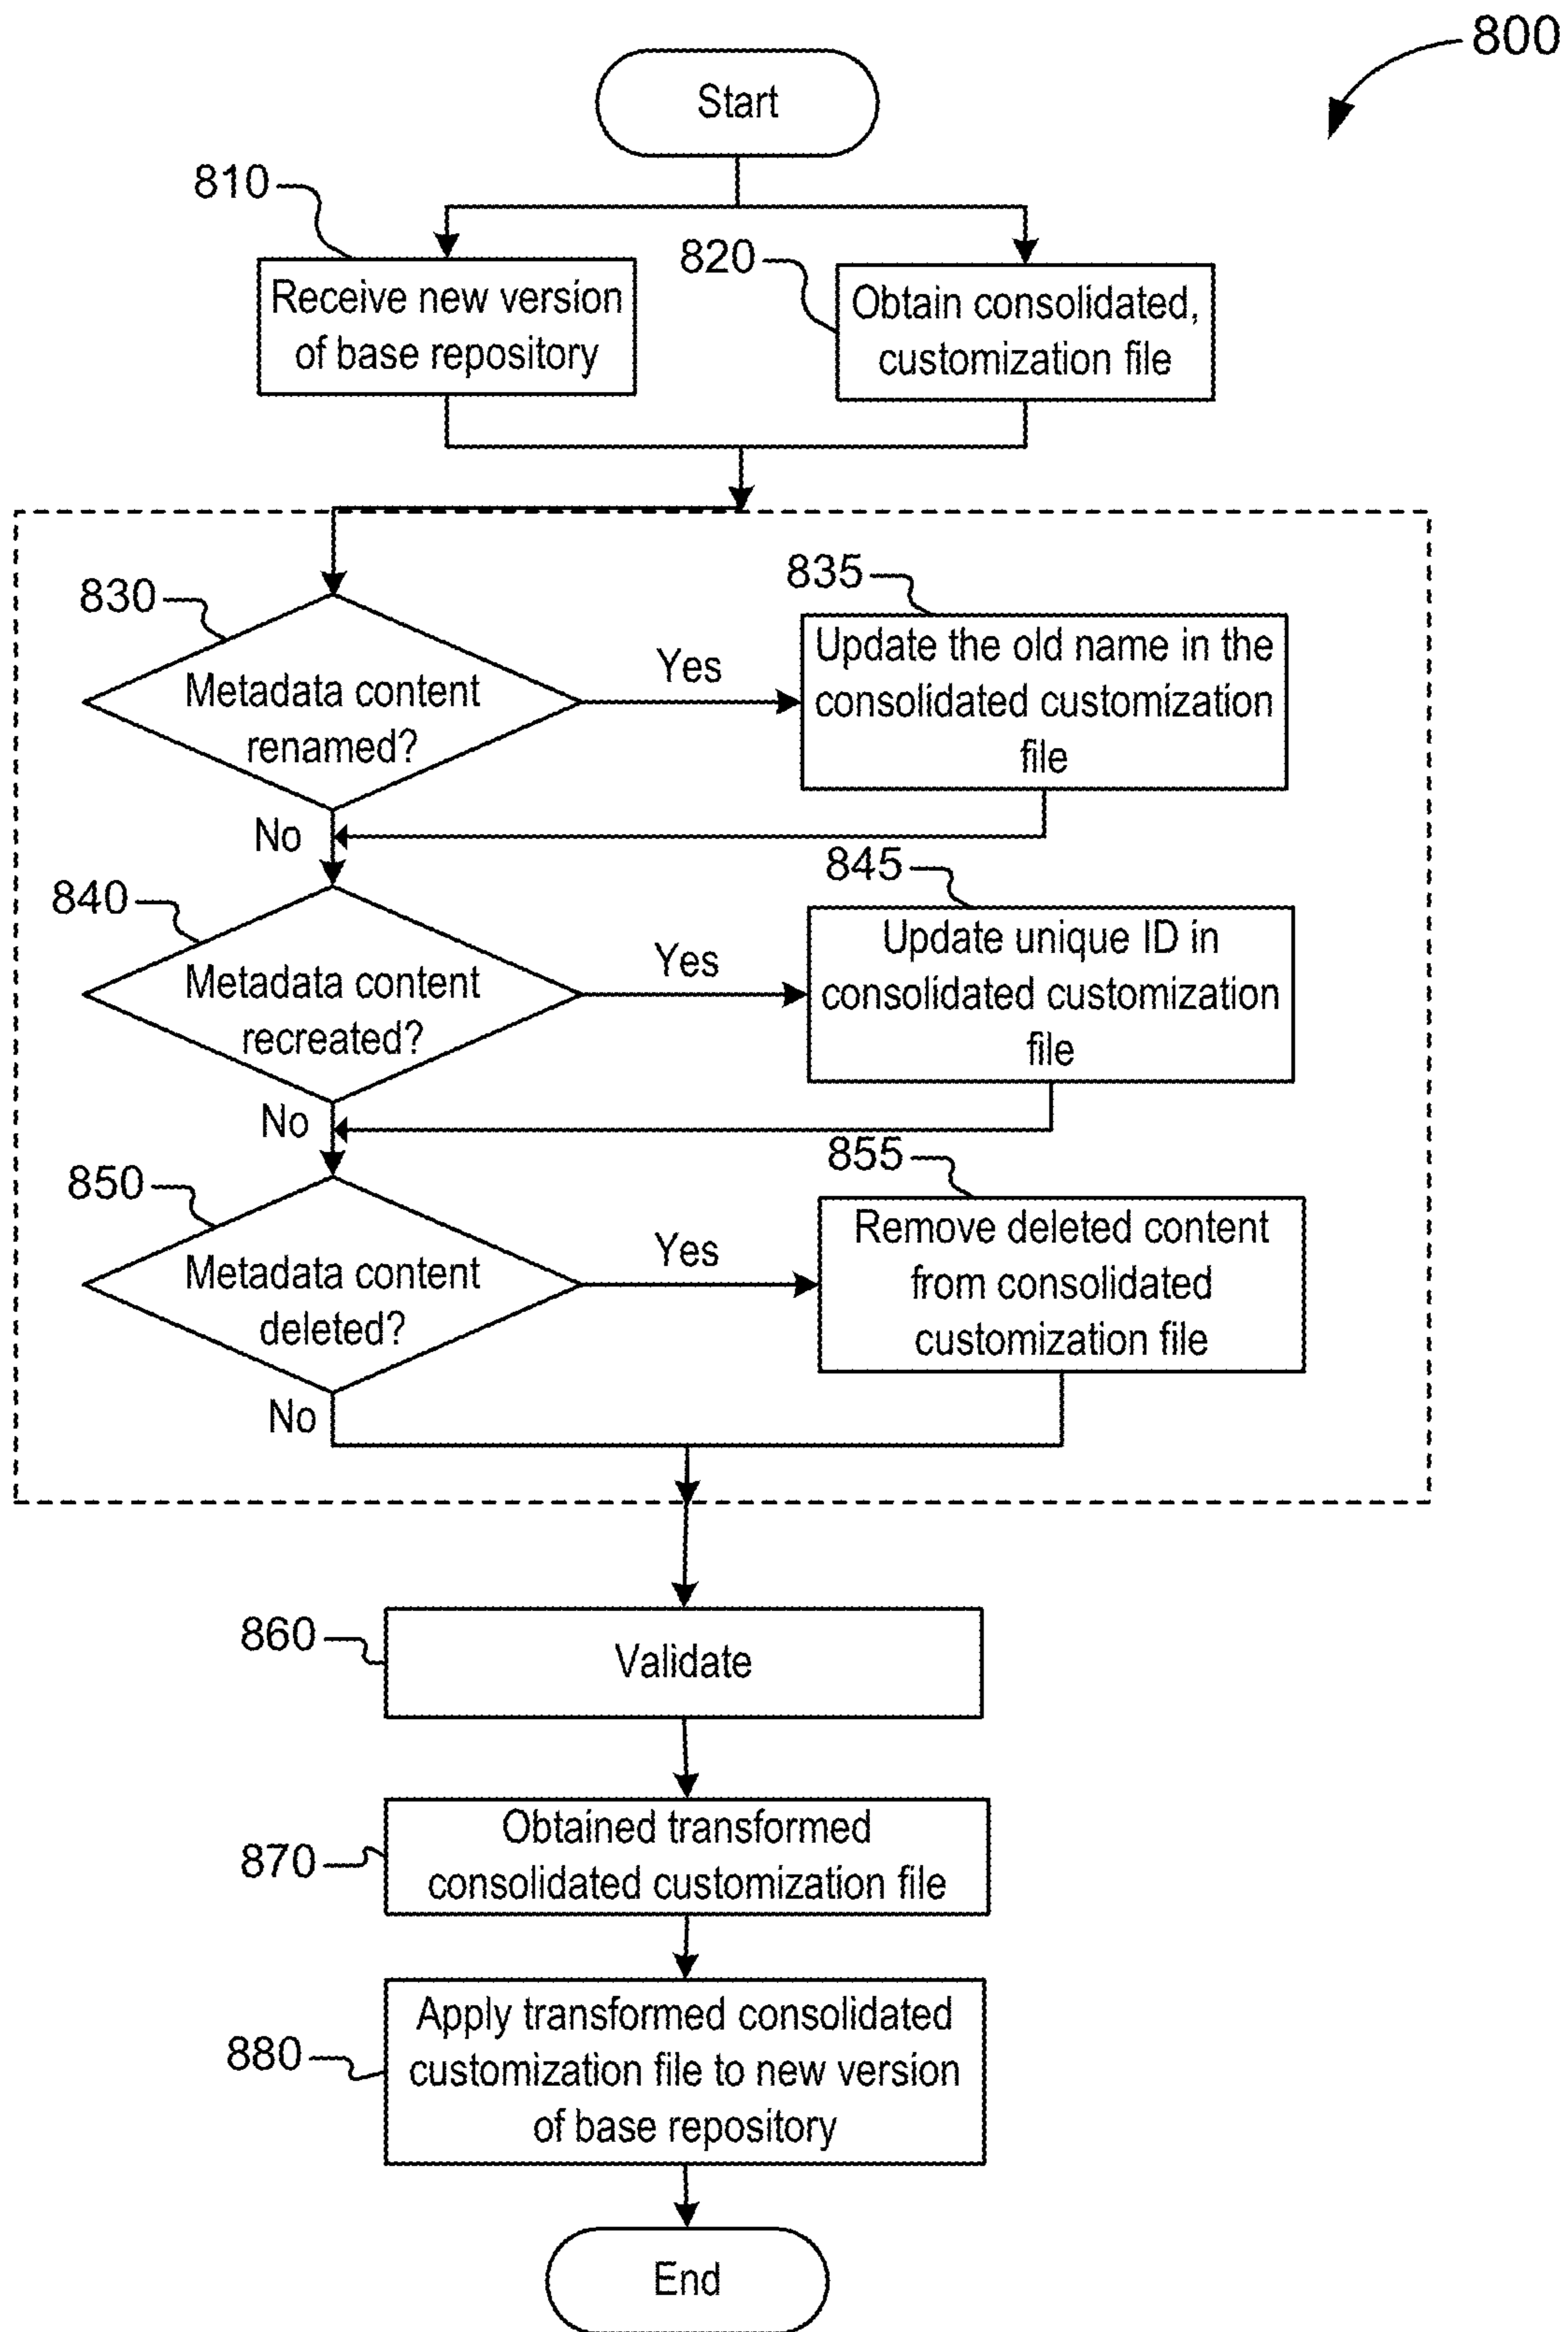 800
Start
810
Receive new version
of base repository
820
Obtain consolidated,
customization file
830
Metadata content
renamed?
Yes
835
Update the old name in the
consolidated customization
file
No
840
Metadata content
recreated?
Yes
845
Update unique ID in
consolidated customization
file
No
850
Metadata content
deleted?
Yes
855
Remove deleted content
from consolidated
customization file
No
860
Validate
870
Obtained transformed
consolidated customization file
880
Apply transformed consolidated
customization file to new version
of base repository
End